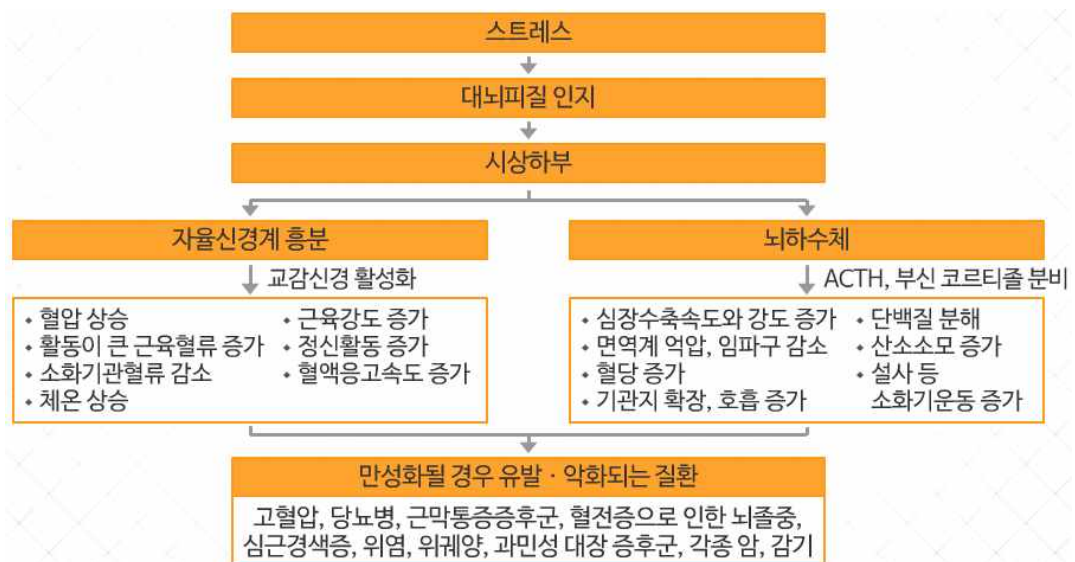 스트레스
대뇌피질 인지
시상하부
자율신경계 흥분
교감신경 활성화
• 혈압 상승
• 활동이 큰 근육혈류 증가
• 소화기관혈류 감소
• 체온 상승
• 근육강도 증가
• 정신활동 증가
• 혈액응고속도 증가
뇌하수체
ACTH, 부신 코르티졸 분비
• 심장수축속도와 강도 증가
• 면역계 억압, 임파구 감소
• 혈당 증가
• 기관지 확장, 호흡 증가
• 단백질 분해
• 산소소모 증가
• 설사 등
소화기운동 증가
만성화될 경우 유발 · 악화되는 질환
고혈압, 당뇨병, 근막통증증후군, 혈전증으로 인한 뇌졸중,
심근경색증, 위염, 위궤양, 과민성 대장 증후군, 각종 암, 감기